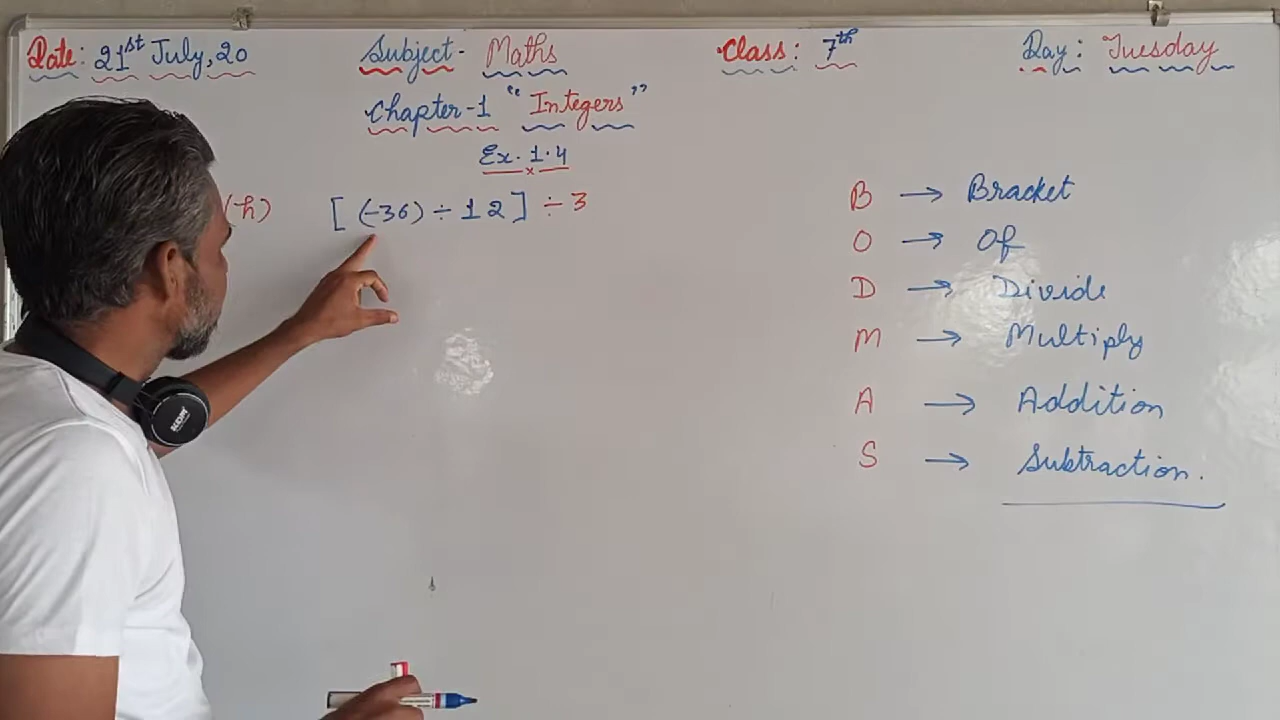 Date: 21st July, 20 Subject- Maths Class: 7th Day: Tuesday
Chapter-1 "Integers"
Ex. 1.4
(h) [(-36) ÷ 12] ÷ 3
B → Bracket
O → Of
D → Divide
M → Multiply
A → Addition
S → Subtraction.